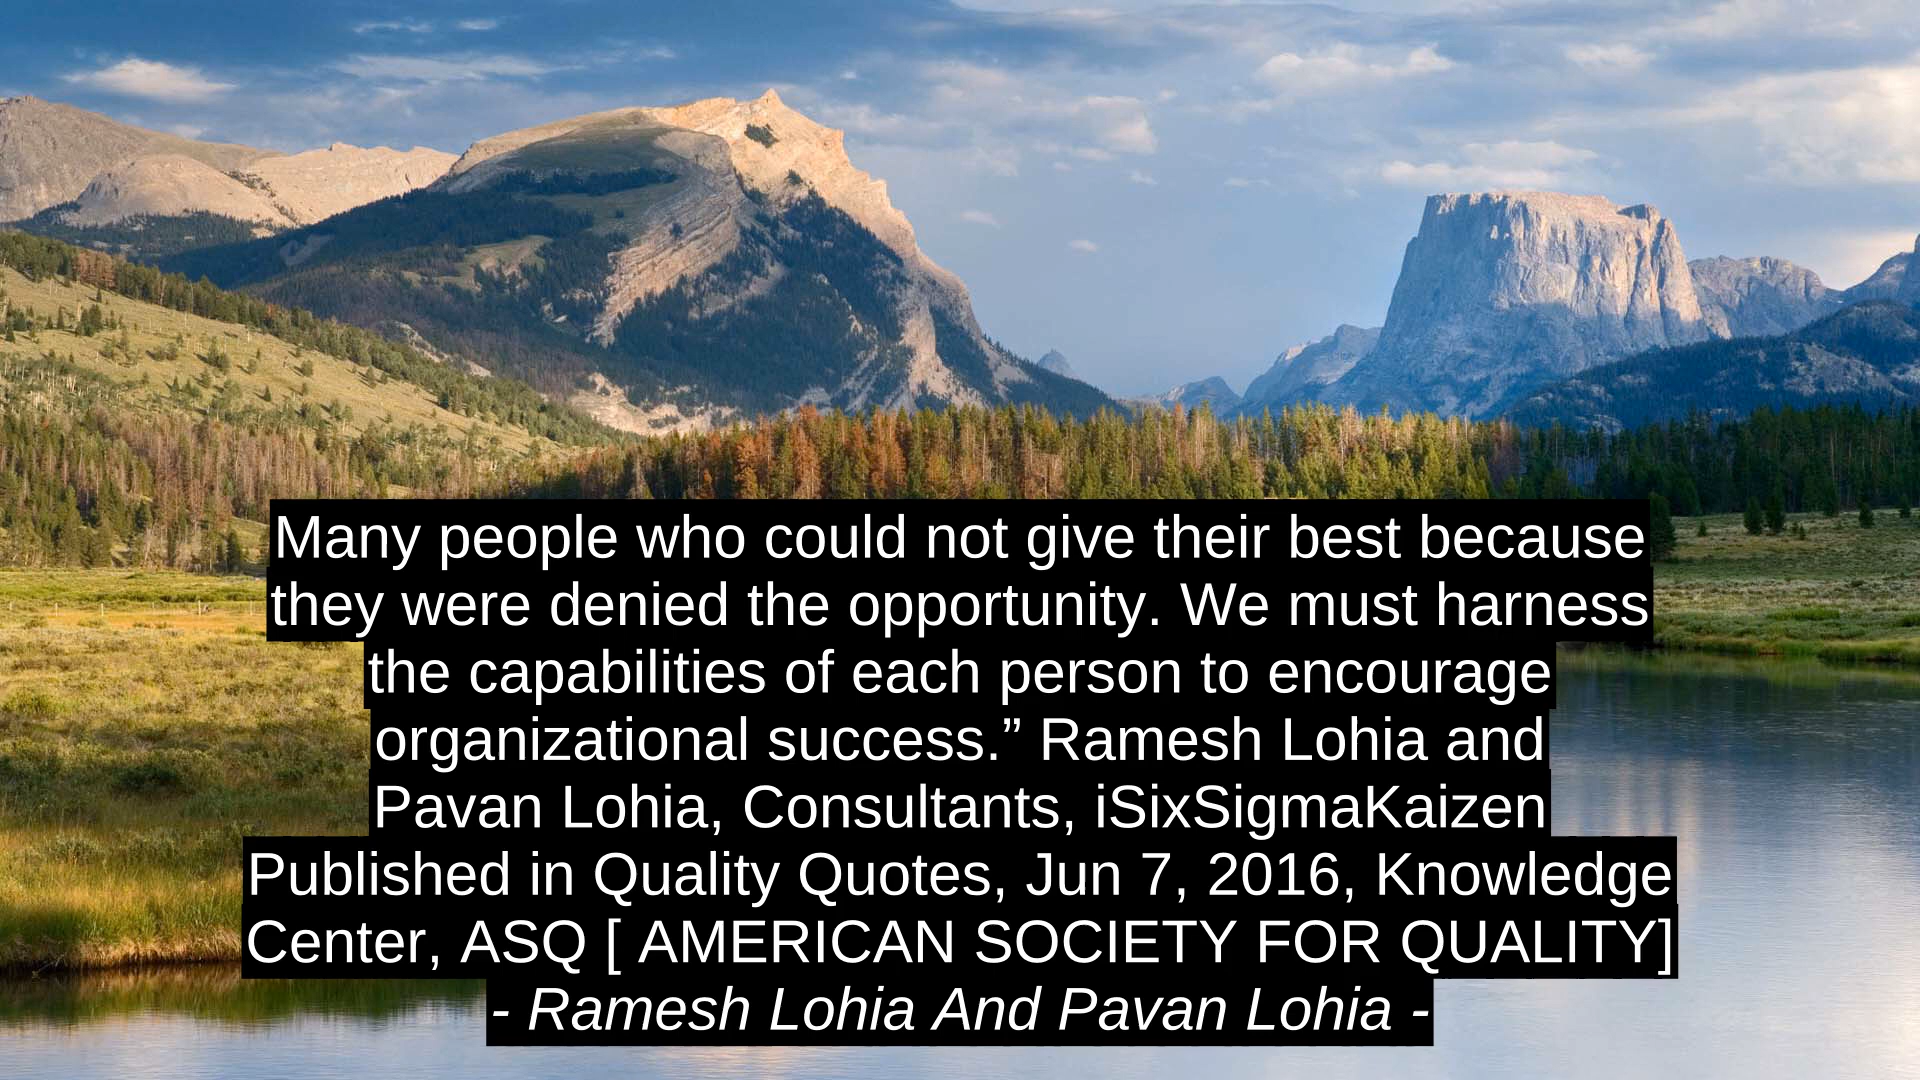 Many people who could not give their best because
they were denied the opportunity. We must harness
the capabilities of each person to encourage
organizational success.” Ramesh Lohia and
Pavan Lohia, Consultants, iSixSigmaKaizen
Published in Quality Quotes, Jun 7, 2016, Knowledge
Center, ASQ [ AMERICAN SOCIETY FOR QUALITY]
- Ramesh Lohia And Pavan Lohia -